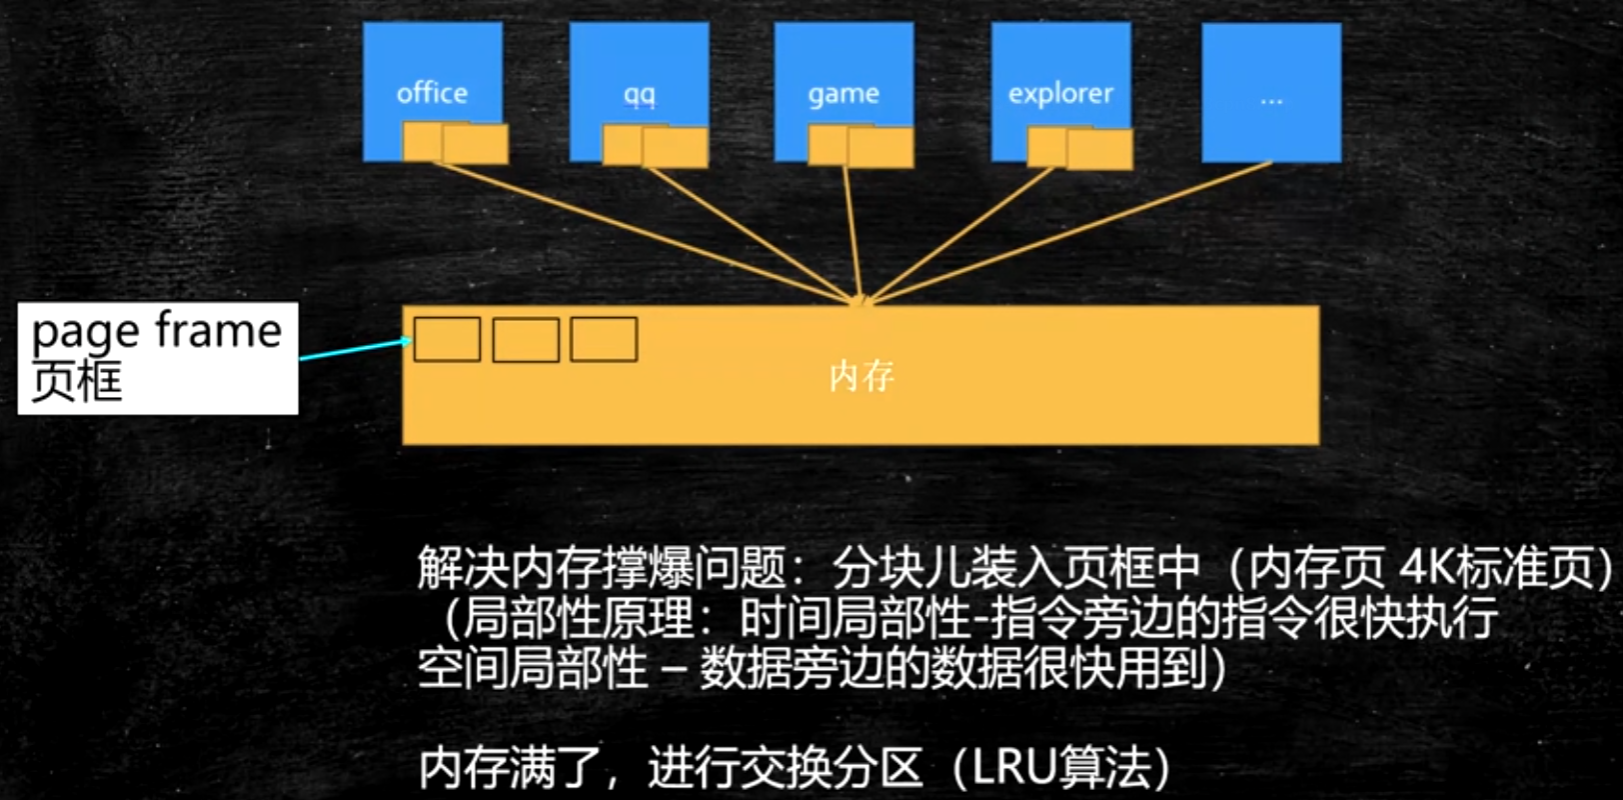 office
qq
game
explorer
...
page frame
页框
内存
解决内存撑爆问题：分块儿装入页框中（内存页 4K标准页）
（局部性原理：时间局部性-指令旁边的指令很快执行
空间局部性 – 数据旁边的数据很快用到）
内存满了，进行交换分区（LRU算法）